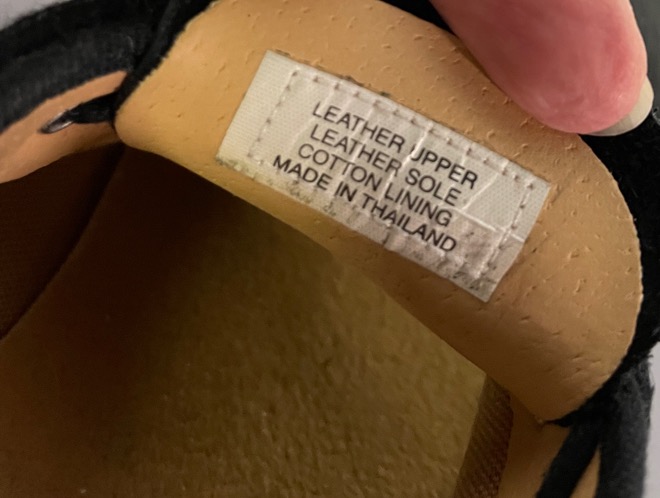 LEATHER UPPER
LEATHER SOLE
COTTON LINING
MADE IN THAILAND